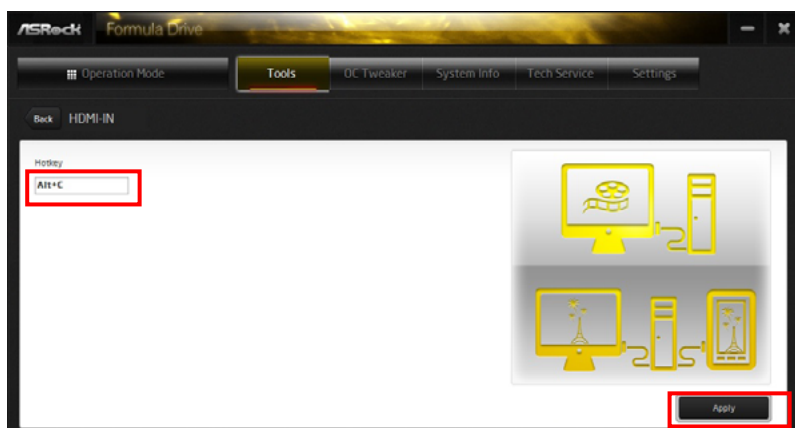 ASRock Formula Drive
Operation Mode Tools OC Tweaker System Info Tech Service Settings
Back HDMI-IN
Hotkey
Alt+C
Apply